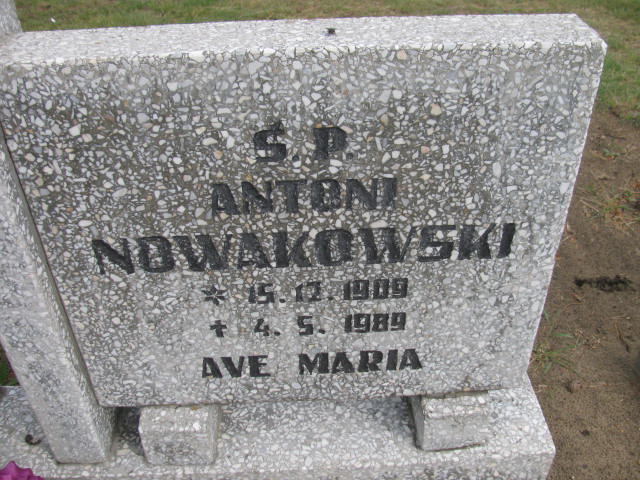 Ś. P.
ANTONI
NOWAKOWSKI
* 15. 12. 1909
+ 4. 5. 1989
AVE MARIA